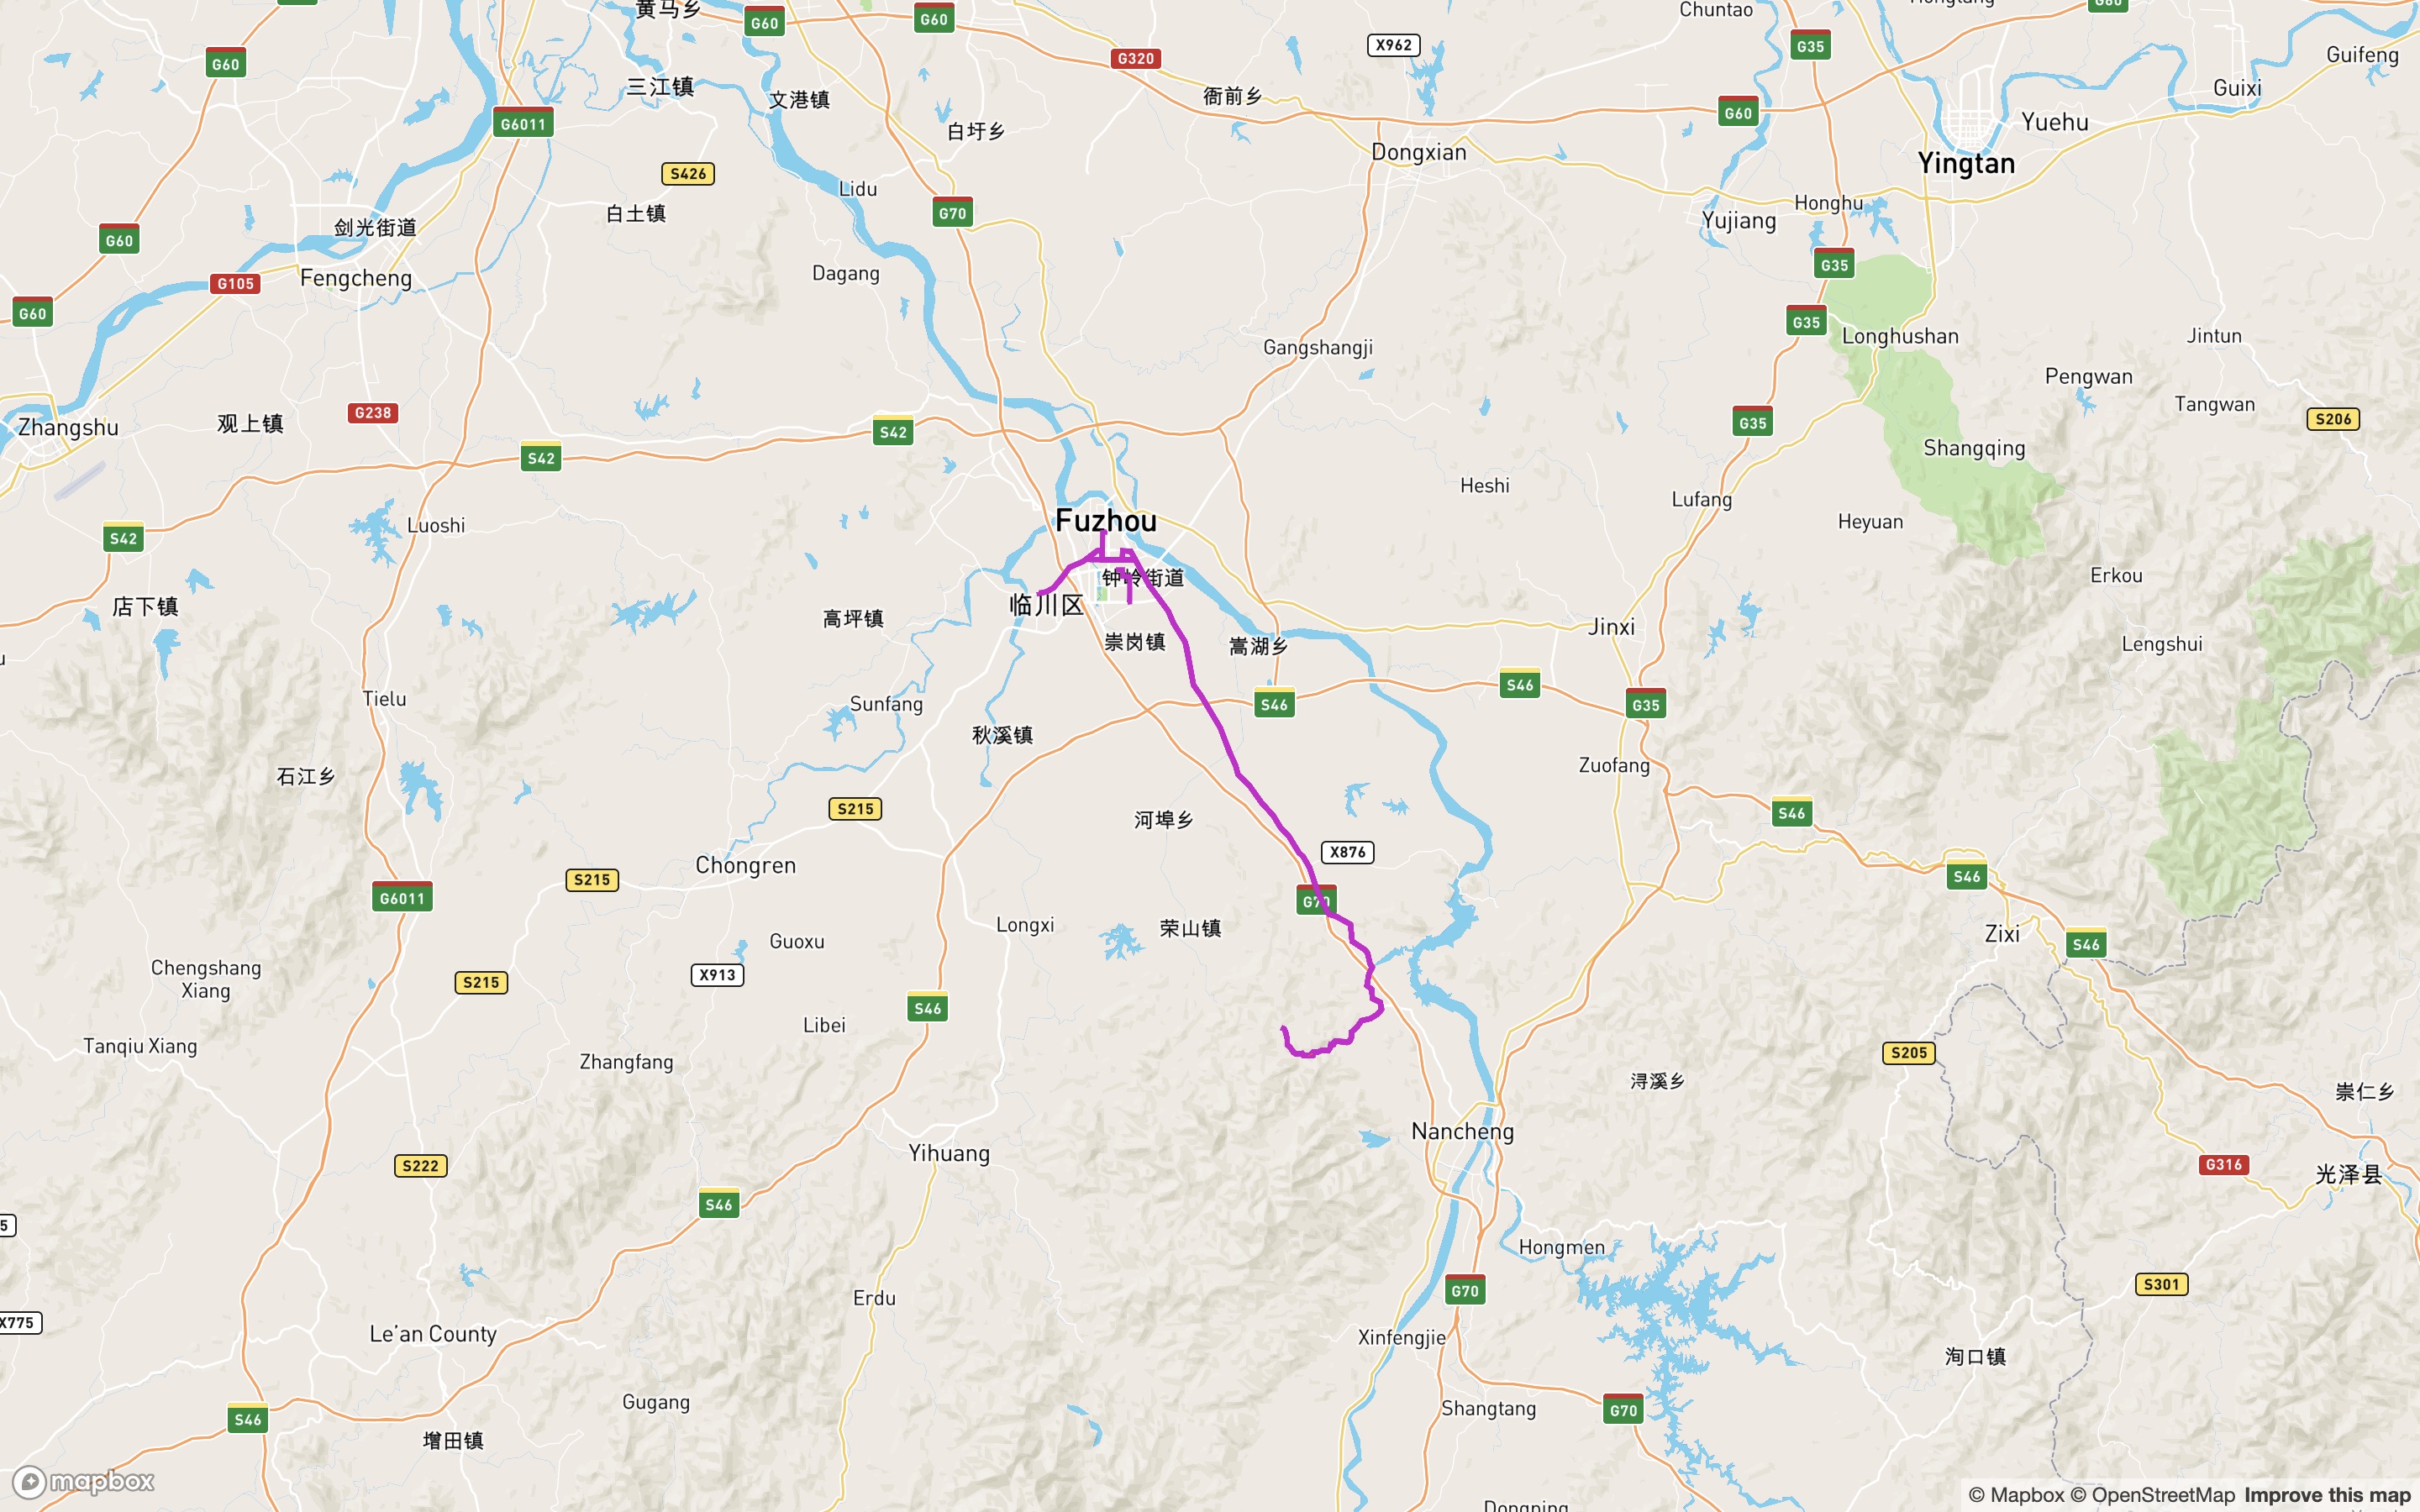 黄马乡
G60
G60
Chuntao
G60
G320
X962
G35
Guifeng
三江镇
文港镇
衙前乡
G60
Guixi
G6011
白圩乡
Yuehu
Dongxian
Yingtan
S426
Lidu
白土镇
G70
Honghu
Yujiang
剑光街道
G60
G35
Dagang
Fengcheng
G105
G60
G35
Longhushan
Jintun
Gangshangji
Pengwan
Tangwan
G238
观上镇
Zhangshu
S42
G35
S206
Shangqing
S42
Heshi
Lufang
Luoshi
Fuzhou
Heyuan
S42
钟岭街道
Erkou
店下镇
临川区
高坪镇
Jinxi
崇岗镇
嵩湖乡
Lengshui
S46
Tielu
Sunfang
S46
G35
秋溪镇
Zuofang
石江乡
S215
河埠乡
S46
X876
Chongren
S215
S46
G6011
G70
Longxi
荣山镇
Zixi
Guoxu
S46
Chengshang
Xiang
X913
S215
S46
Libei
Tanqiu Xiang
Zhangfang
S205
浔溪乡
崇仁乡
Nancheng
Yihuang
S222
G316
光泽县
S46
5
Hongmen
G70
S301
Erdu
X775
Le'an County
Xinfengjie
洵口镇
Gugang
Shangtang
G70
S46
增田镇
mapbox
© Mapbox © OpenStreetMap Improve this map